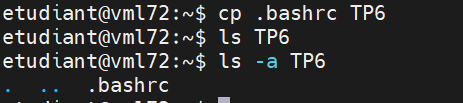 etudiant@vml72:~$ cp .bashrc TP6
etudiant@vml72:~$ ls TP6
etudiant@vml72:~$ ls -a TP6
.  ..  .bashrc